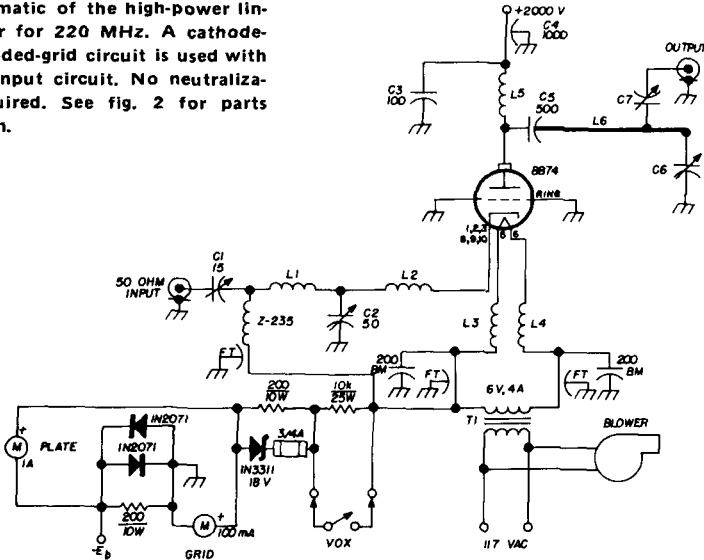 matic of the high-power lin-
r for 220 MHz. A cathode-
ded-grid circuit is used with
nput circuit. No neutraliza-
uired. See fig. 2 for parts
n.
+2000 V
C4
1000
OUTPUT
C3
100
L5
C5
500
C7
L6
C6
8874
RING
1,2,3
8,9,10
6 6
50 OHM
INPUT
C1
15
L1
L2
C2
50
Z-235
FT
L3
L4
200
BM
FT
6V, 4A
FT
200
BM
T1
BLOWER
200
10W
10k
25W
1N3311
18 V
3/4A
+
M
1A
PLATE
1N2071
1N2071
200
10W
-Eb
M
+
100 mA
GRID
VOX
117 VAC